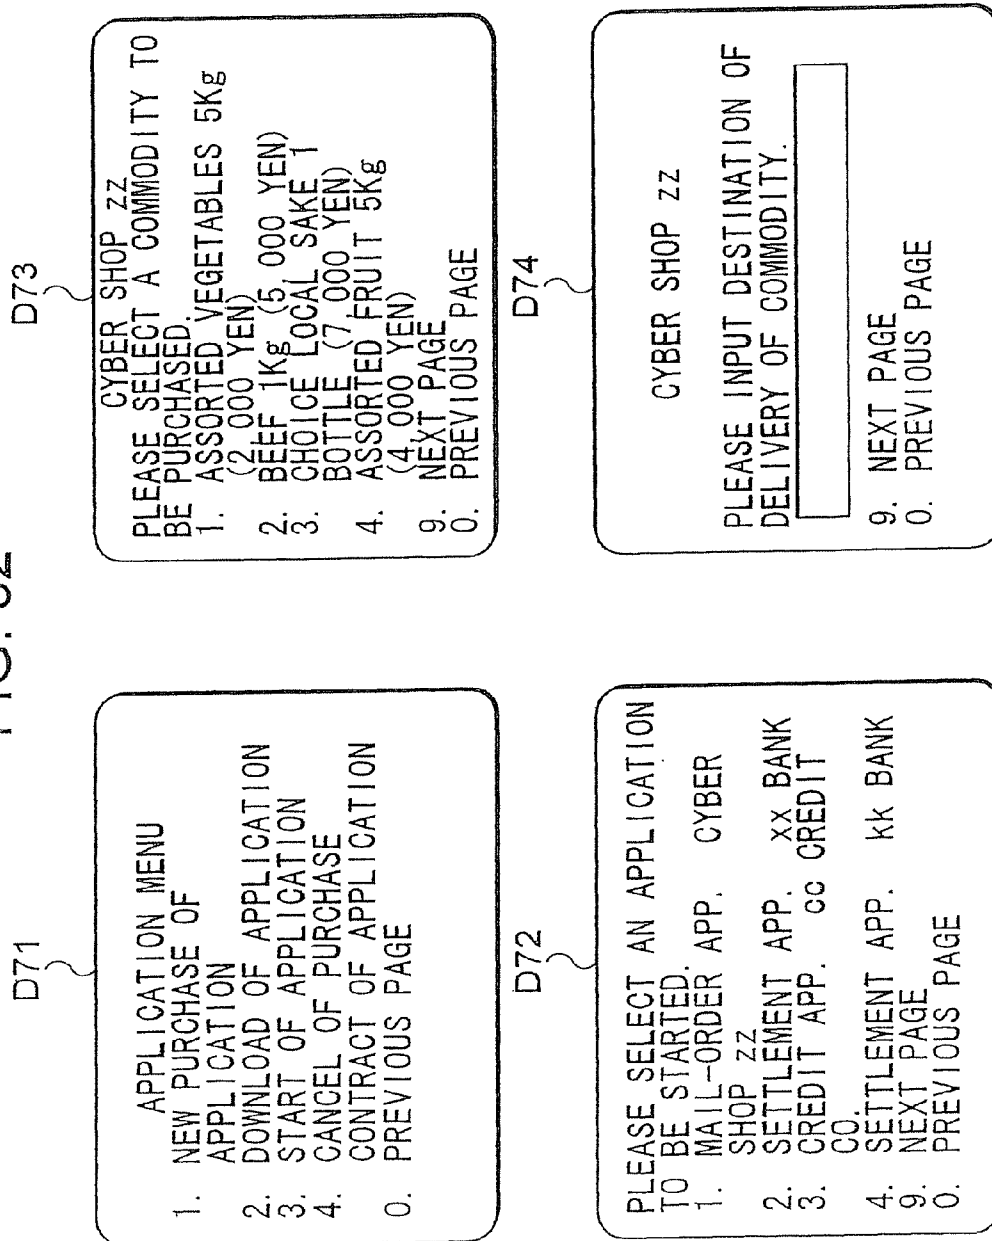 FIG.
D71
APPLICATION MENU
1. NEW PURCHASE OF
APPLICATION
2. DOWNLOAD OF APPLICATION
3. START OF APPLICATION
4. CANCEL OF PURCHASE
CONTRACT OF APPLICATION
0. PREVIOUS PAGE
D72
PLEASE SELECT AN APPLICATION
TO BE STARTED.
1. MAIL-ORDER APP. CYBER
SHOP zz
2. SETTLEMENT APP. xx BANK
3. CREDIT APP. cc CREDIT
CO.
4. SETTLEMENT APP. kk BANK
9. NEXT PAGE
0. PREVIOUS PAGE
D73
CYBER SHOP zz
PLEASE SELECT A COMMODITY TO
BE PURCHASED.
1. ASSORTED VEGETABLES 5Kg
(2,000 YEN)
2. BEEF 1Kg (5,000 YEN)
3. CHOICE LOCAL SAKE 1
BOTTLE (7,000 YEN)
4. ASSORTED FRUIT 5Kg
(4,000 YEN)
9. NEXT PAGE
0. PREVIOUS PAGE
D74
CYBER SHOP zz
PLEASE INPUT DESTINATION OF
DELIVERY OF COMMODITY.
9. NEXT PAGE
0. PREVIOUS PAGE